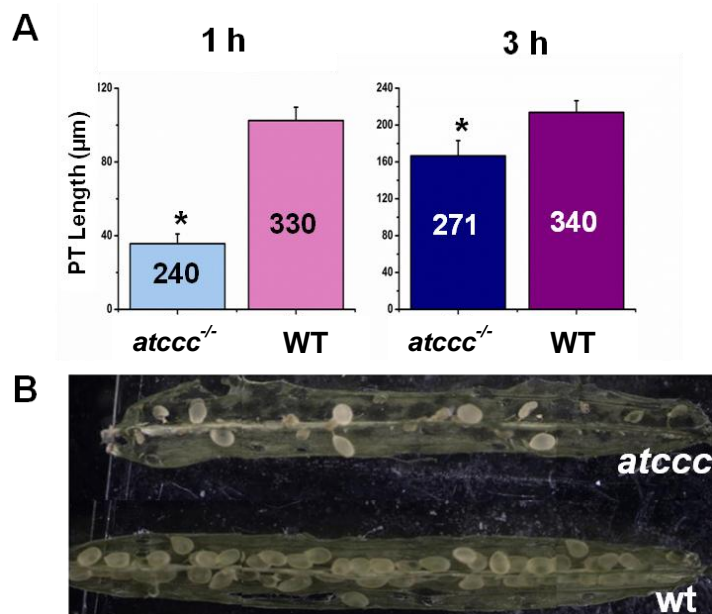 A
1 h
3 h
PT Length (µm)
120
80
40
0
*
240
330
atccc-/-
WT
240
200
160
120
80
40
0
*
271
340
atccc-/-
WT
B
atccc
wt